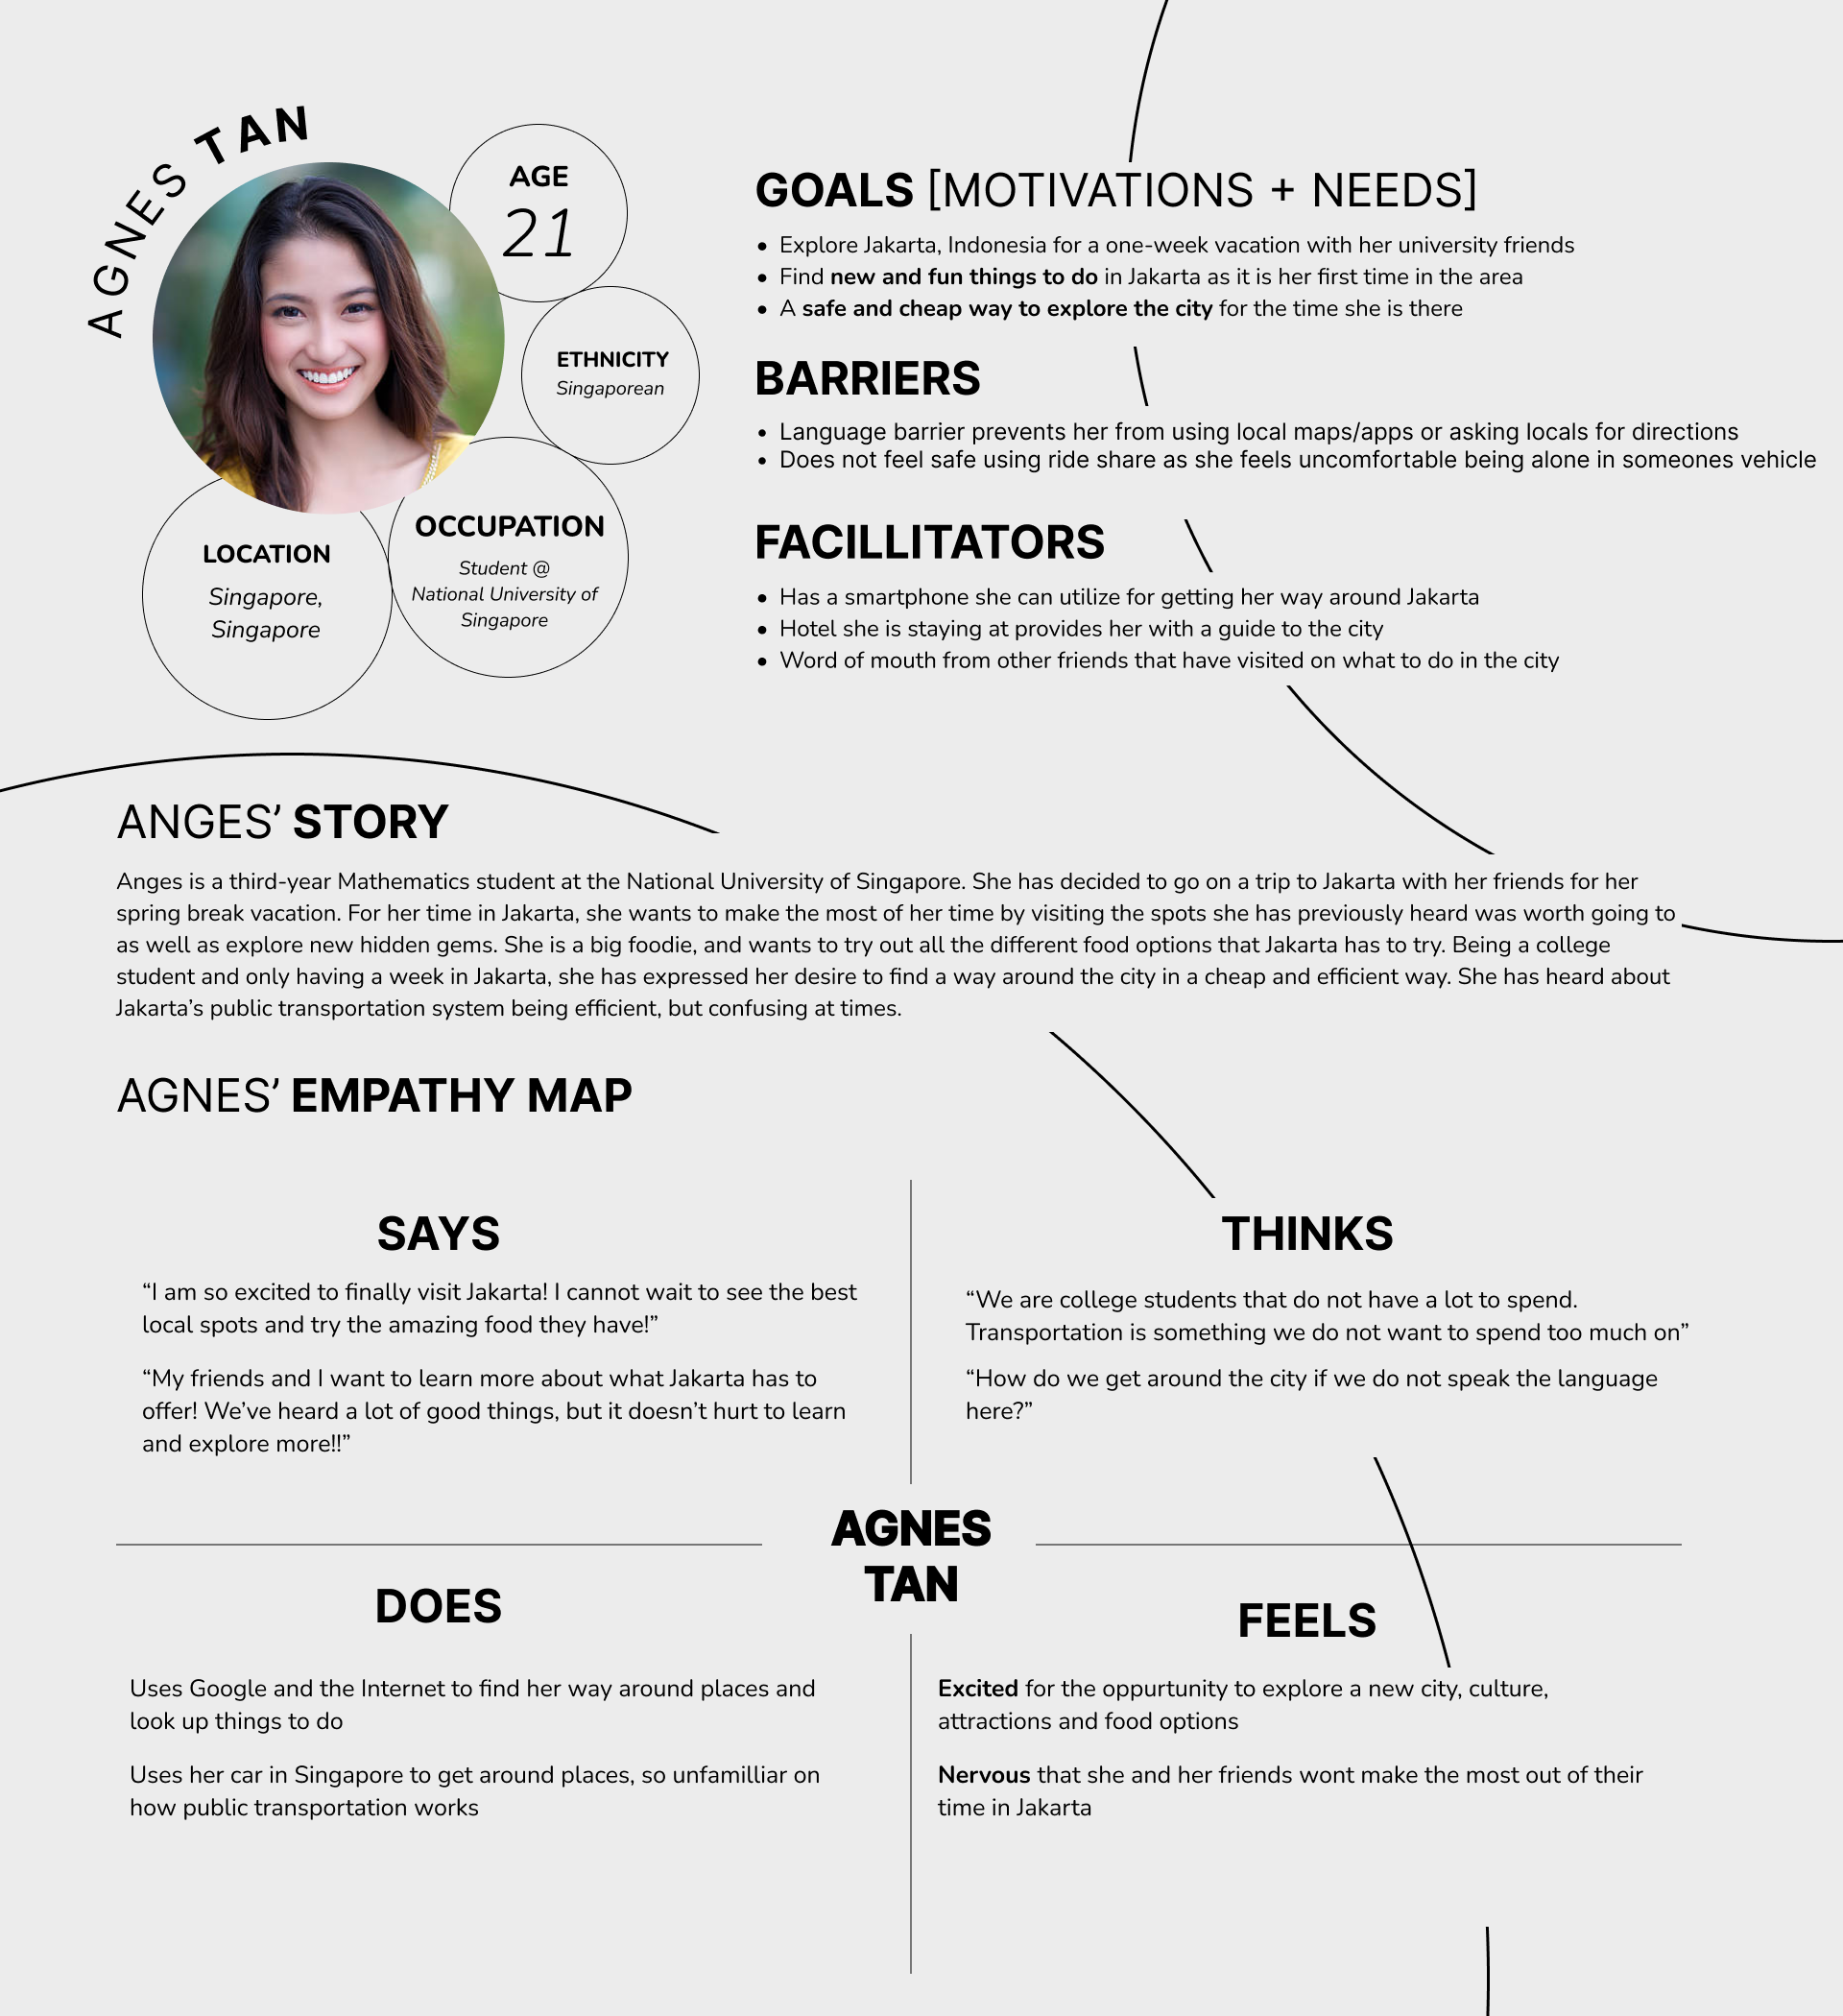 AGNES TAN
AGE
21
ETHNICITY
Singaporean
LOCATION
Singapore,
Singapore
OCCUPATION
Student @
National University of
Singapore
GOALS [MOTIVATIONS + NEEDS]
• Explore Jakarta, Indonesia for a one-week vacation with her university friends
• Find new and fun things to do in Jakarta as it is her first time in the area
• A safe and cheap way to explore the city for the time she is there
BARRIERS
• Language barrier prevents her from using local maps/apps or asking locals for directions
• Does not feel safe using ride share as she feels uncomfortable being alone in someones vehicle
FACILLITATORS
• Has a smartphone she can utilize for getting her way around Jakarta
• Hotel she is staying at provides her with a guide to the city
• Word of mouth from other friends that have visited on what to do in the city
ANGES’ STORY
Anges is a third-year Mathematics student at the National University of Singapore. She has decided to go on a trip to Jakarta with her friends for her
spring break vacation. For her time in Jakarta, she wants to make the most of her time by visiting the spots she has previously heard was worth going to
as well as explore new hidden gems. She is a big foodie, and wants to try out all the different food options that Jakarta has to try. Being a college
student and only having a week in Jakarta, she has expressed her desire to find a way around the city in a cheap and efficient way. She has heard about
Jakarta’s public transportation system being efficient, but confusing at times.
AGNES’ EMPATHY MAP
SAYS
“I am so excited to finally visit Jakarta! I cannot wait to see the best
local spots and try the amazing food they have!”
“My friends and I want to learn more about what Jakarta has to
offer! We’ve heard a lot of good things, but it doesn’t hurt to learn
and explore more!!”
THINKS
“We are college students that do not have a lot to spend.
Transportation is something we do not want to spend too much on”
“How do we get around the city if we do not speak the language
here?”
AGNES
TAN
DOES
Uses Google and the Internet to find her way around places and
look up things to do
Uses her car in Singapore to get around places, so unfamilliar on
how public transportation works
FEELS
Excited for the oppurtunity to explore a new city, culture,
attractions and food options
Nervous that she and her friends wont make the most out of their
time in Jakarta